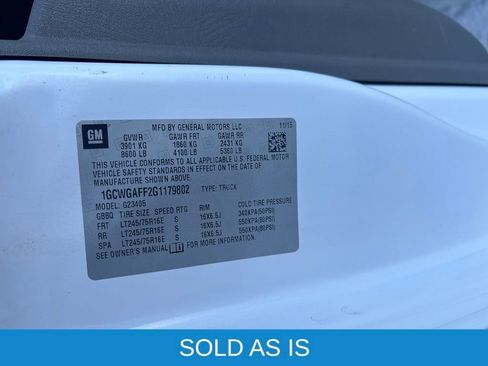 GM
MFD BY GENERAL MOTORS LLC 11/15
GVWR GAWR FRT GAWR RR
3901 KG 1860 KG 2431 KG
8600 LB 4100 LB 5360 LB
THIS VEHICLE CONFORMS TO ALL APPLICABLE U.S. FEDERAL MOTOR
VEHICLE SAFETY STANDARDS IN EFFECT ON THE DATE OF
MANUFACTURE SHOWN ABOVE.
1GCWGAFF2G1179802 TYPE: TRUCK
MODEL: G23405
GBBQ TIRE SIZE SPEED RTG RIM COLD TIRE PRESSURE
FRT LT245/75R16E S 16X6.5J 340KPA(50PSI)
RR LT245/75R16E S 16X6.5J 550KPA(80PSI)
SPA LT245/75R16E S 16X6.5J 550KPA(80PSI)
SEE OWNER'S MANUAL FOR MORE INFORMATION.
SOLD AS IS